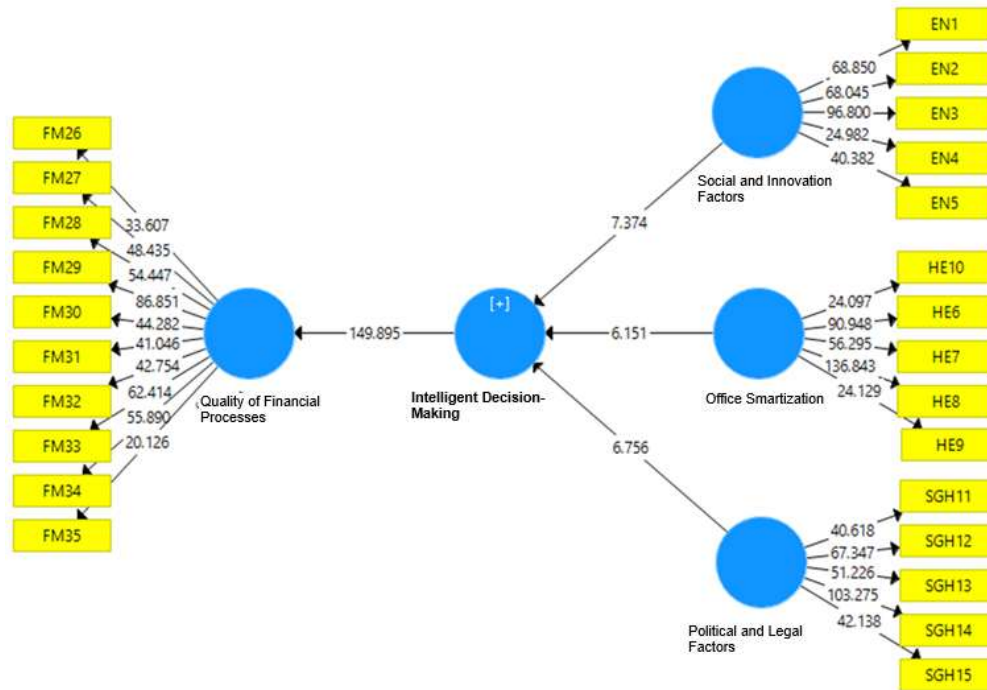 FM26
FM27
FM28
FM29
FM30
FM31
FM32
FM33
FM34
FM35
33.607
48.435
54.447
86.851
44.282
41.046
42.754
62.414
55.890
20.126
Quality of Financial
Processes
149.895
[+]
Intelligent Decision-
Making
7.374
6.151
6.756
Social and Innovation
Factors
68.850
68.045
96.800
24.982
40.382
EN1
EN2
EN3
EN4
EN5
Office Smartization
24.097
90.948
56.295
136.843
24.129
HE10
HE6
HE7
HE8
HE9
Political and Legal
Factors
40.618
67.347
51.226
103.275
42.138
SGH11
SGH12
SGH13
SGH14
SGH15